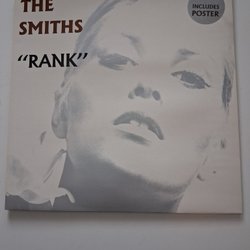 THE
SMITHS
“RANK”
INCLUDES
POSTER